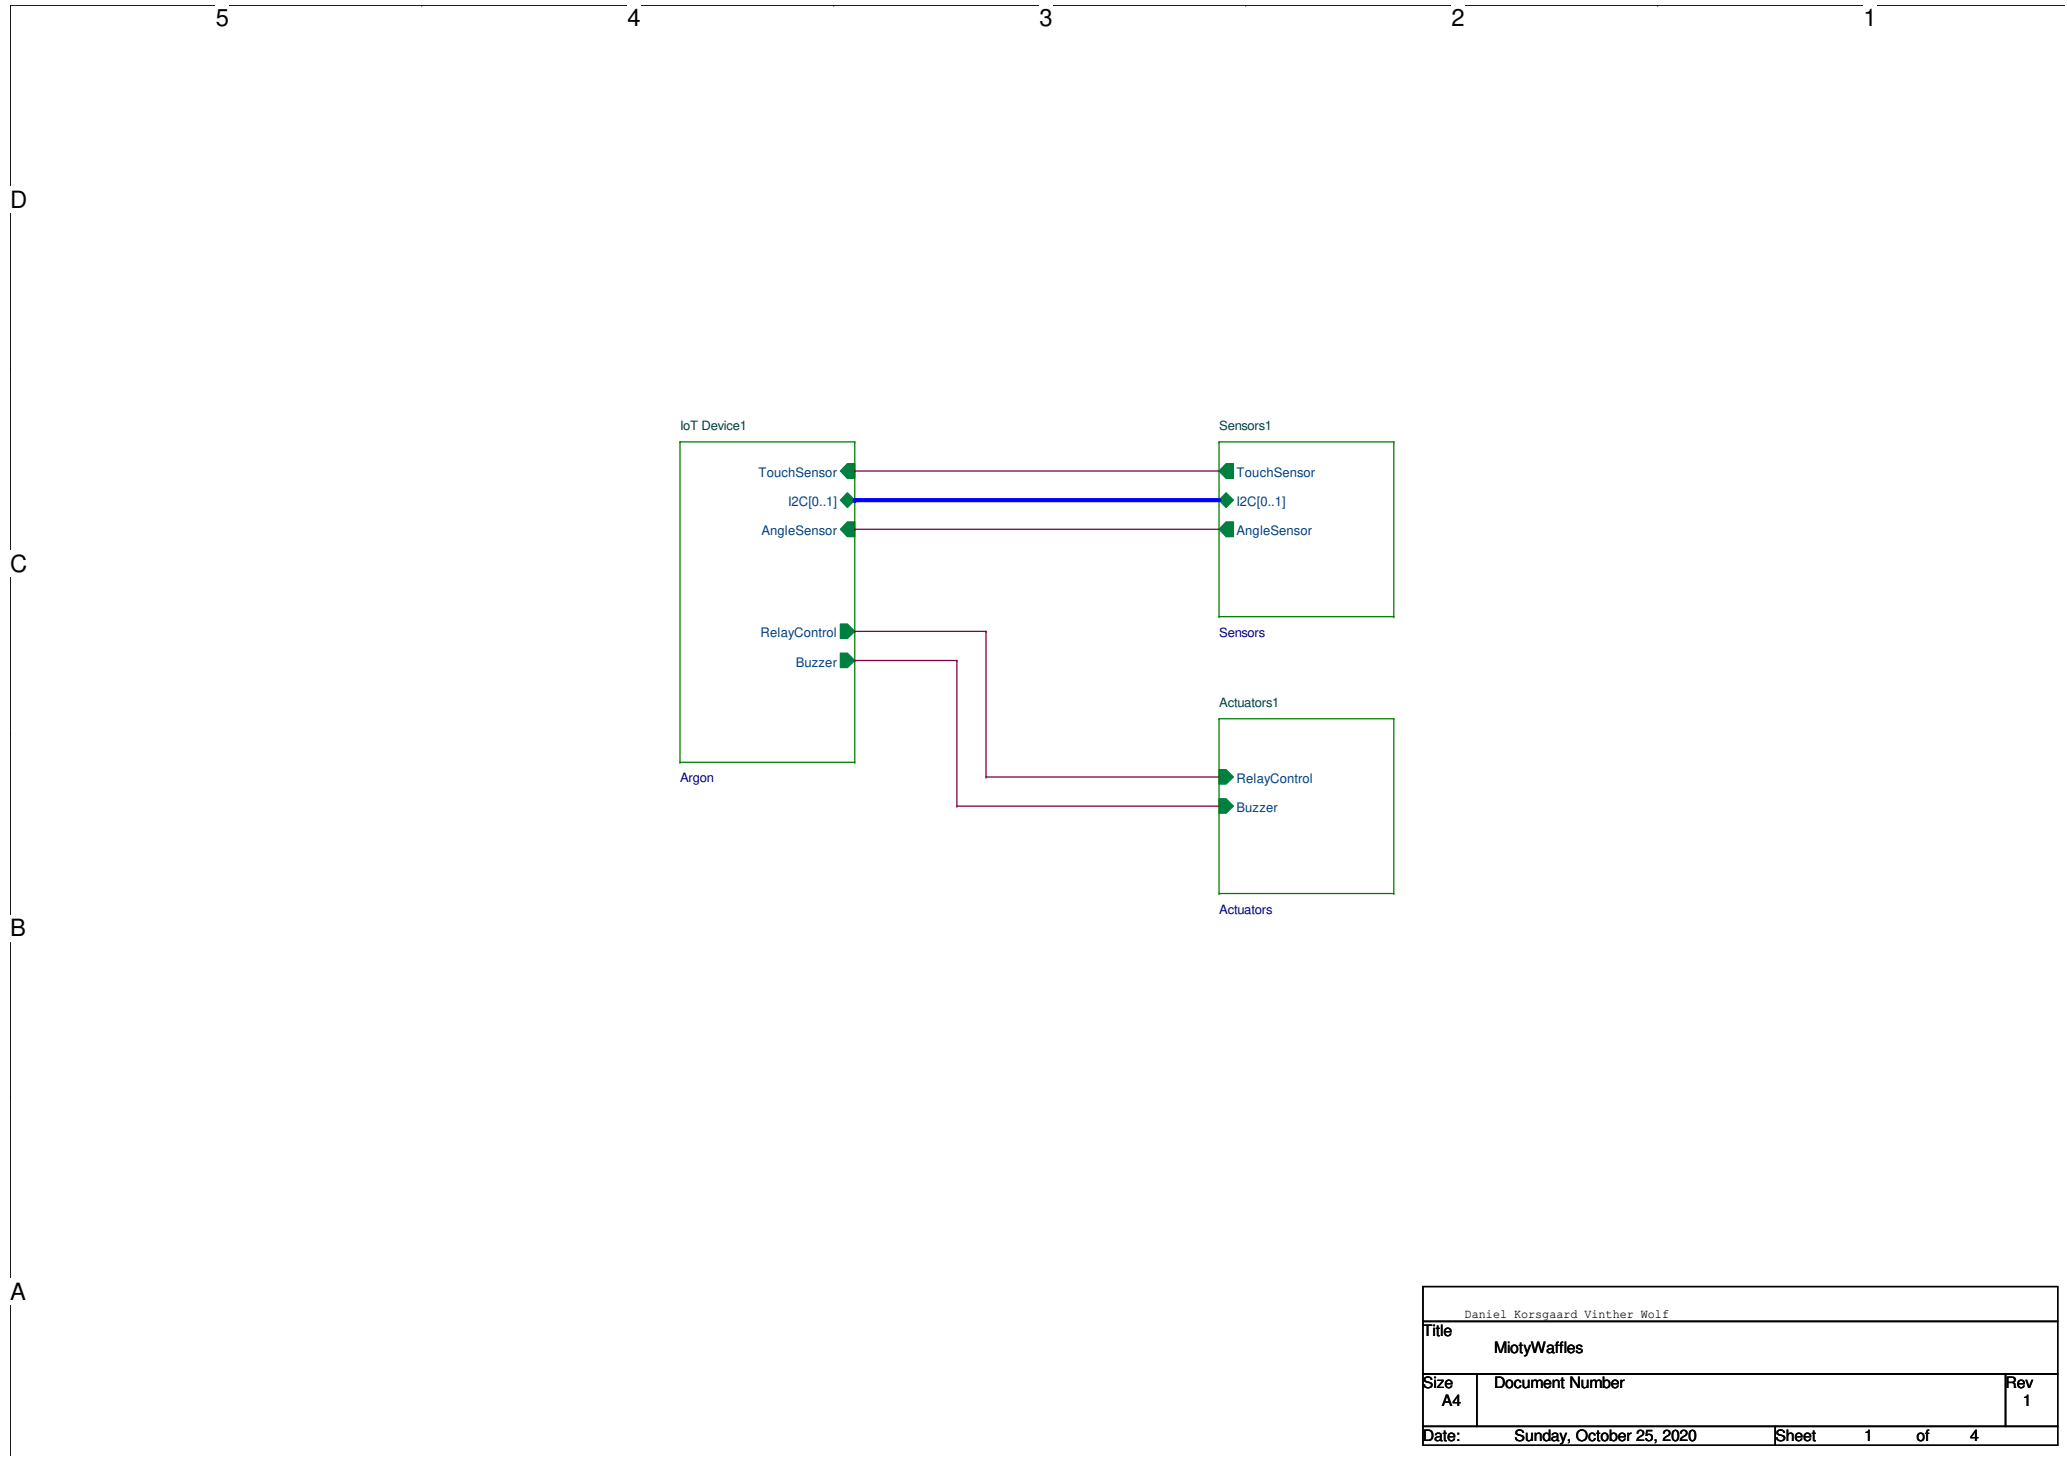 5 4 3 2 1
D
C
B
A
IoT Device1
TouchSensor
I2C[0..1]
AngleSensor
RelayControl
Buzzer
Argon
Sensors1
TouchSensor
I2C[0..1]
AngleSensor
Sensors
Actuators1
RelayControl
Buzzer
Actuators
Daniel Korsgaard Vinther Wolf
Title
MiotyWaffles
Size Document Number Rev
A4 1
Date: Sunday, October 25, 2020 Sheet 1 of 4